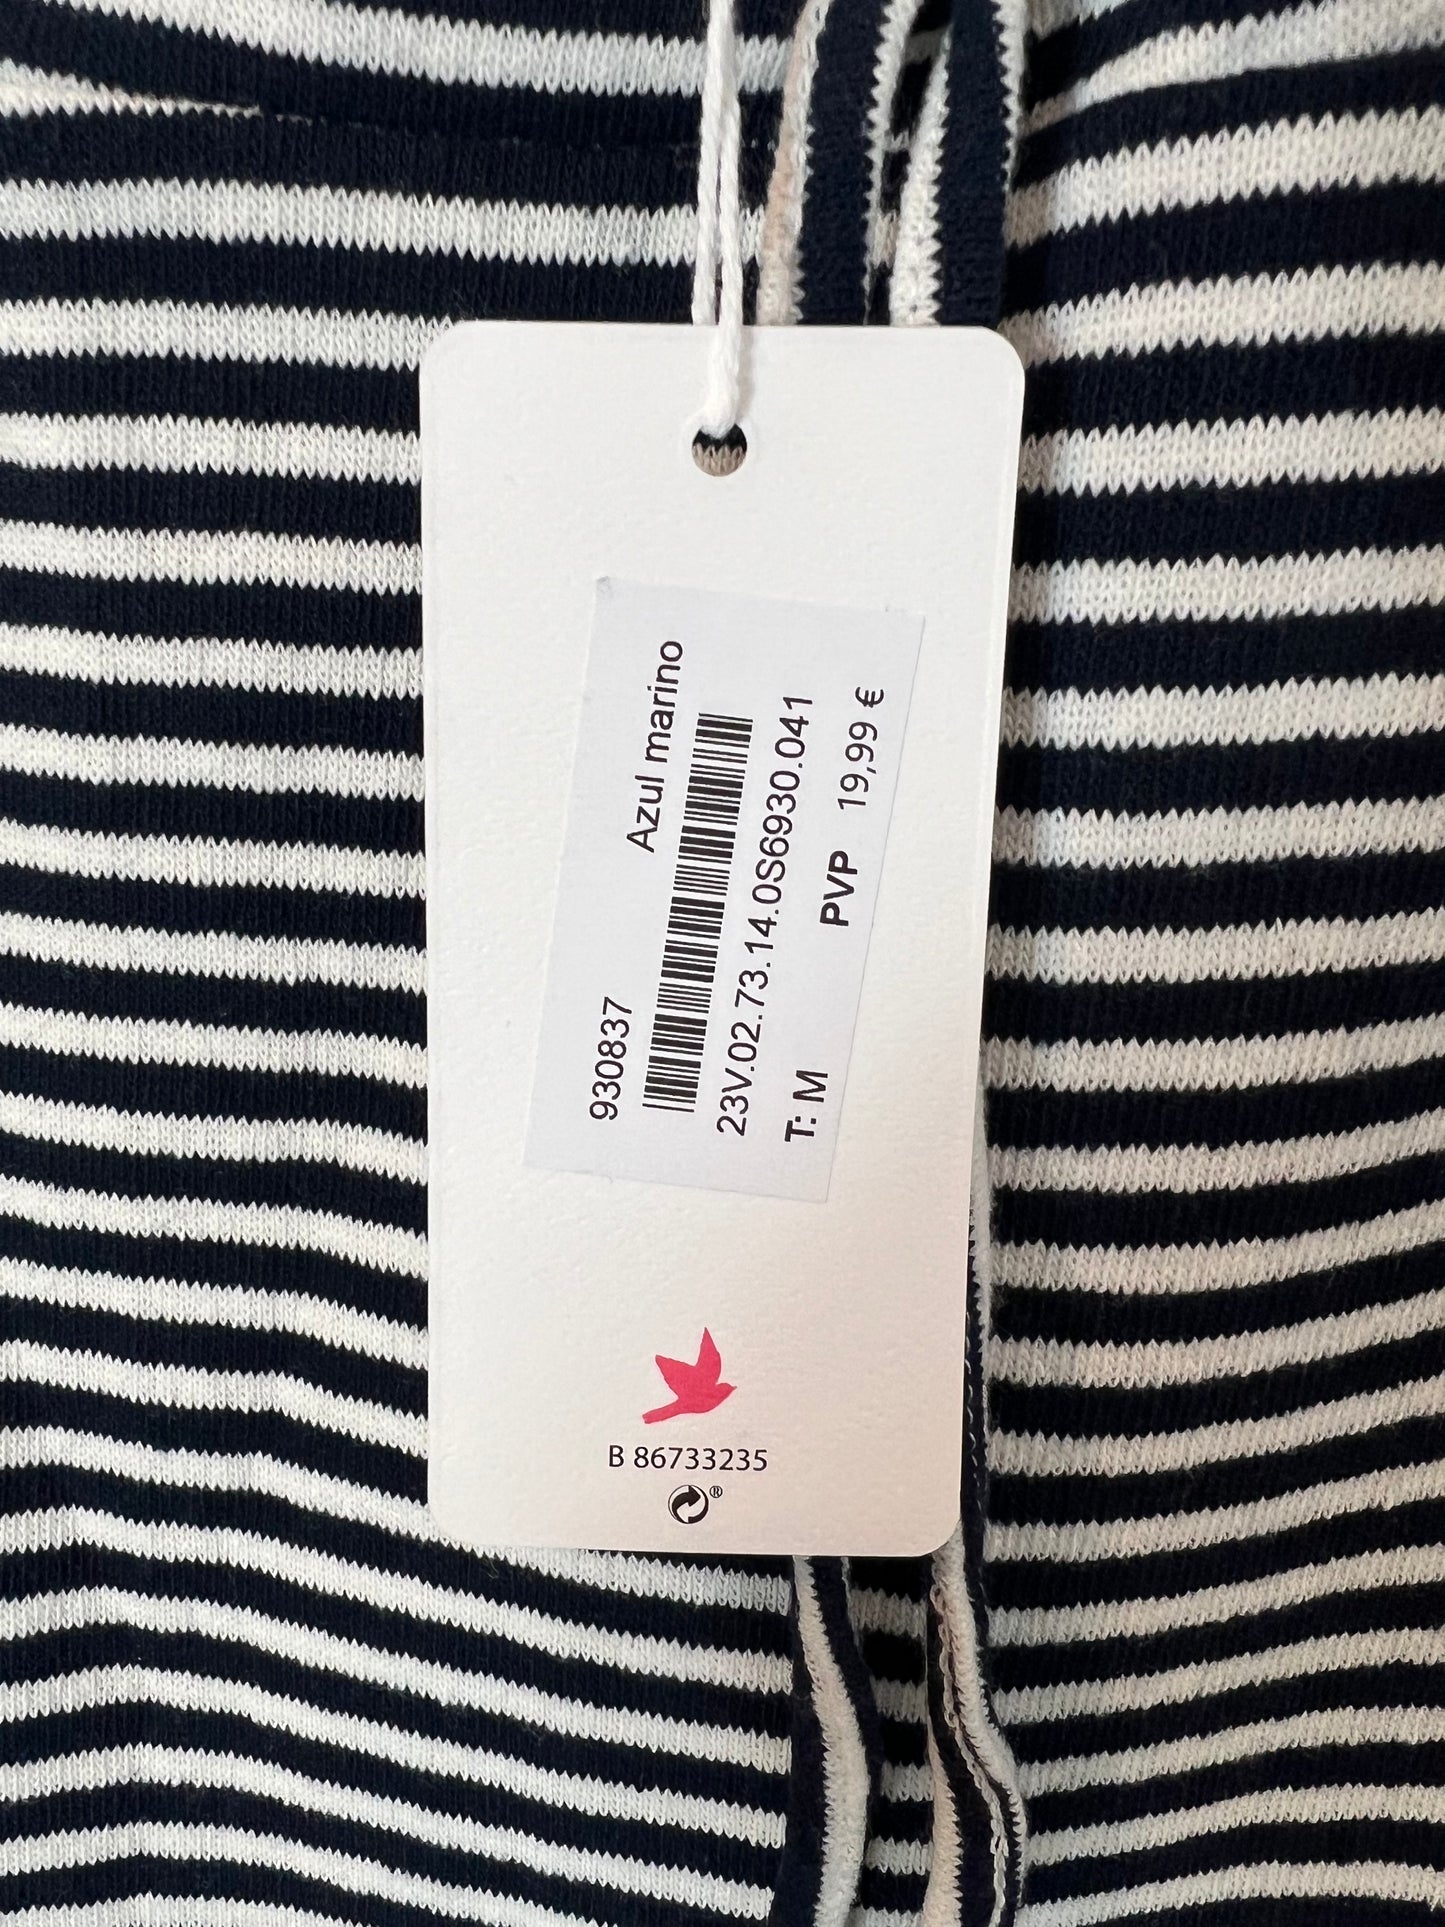 930837 Azul marino
23V.02.73.14.0S6930.041
T: M PVP 19,99 €
B 86733235
®